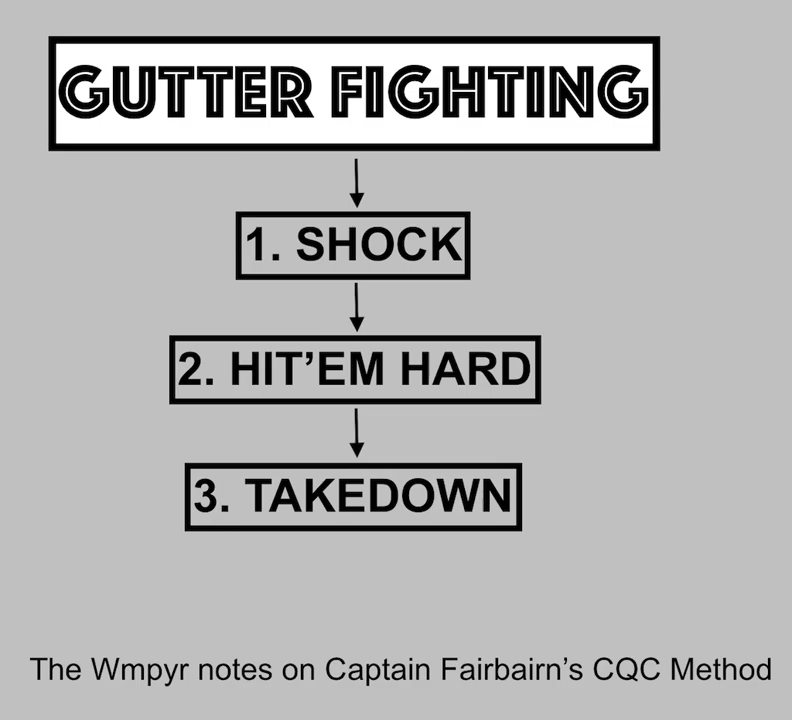 GUTTER FIGHTING
1. SHOCK
2. HIT’EM HARD
3. TAKEDOWN
The Wmpyr notes on Captain Fairbairn’s CQC Method